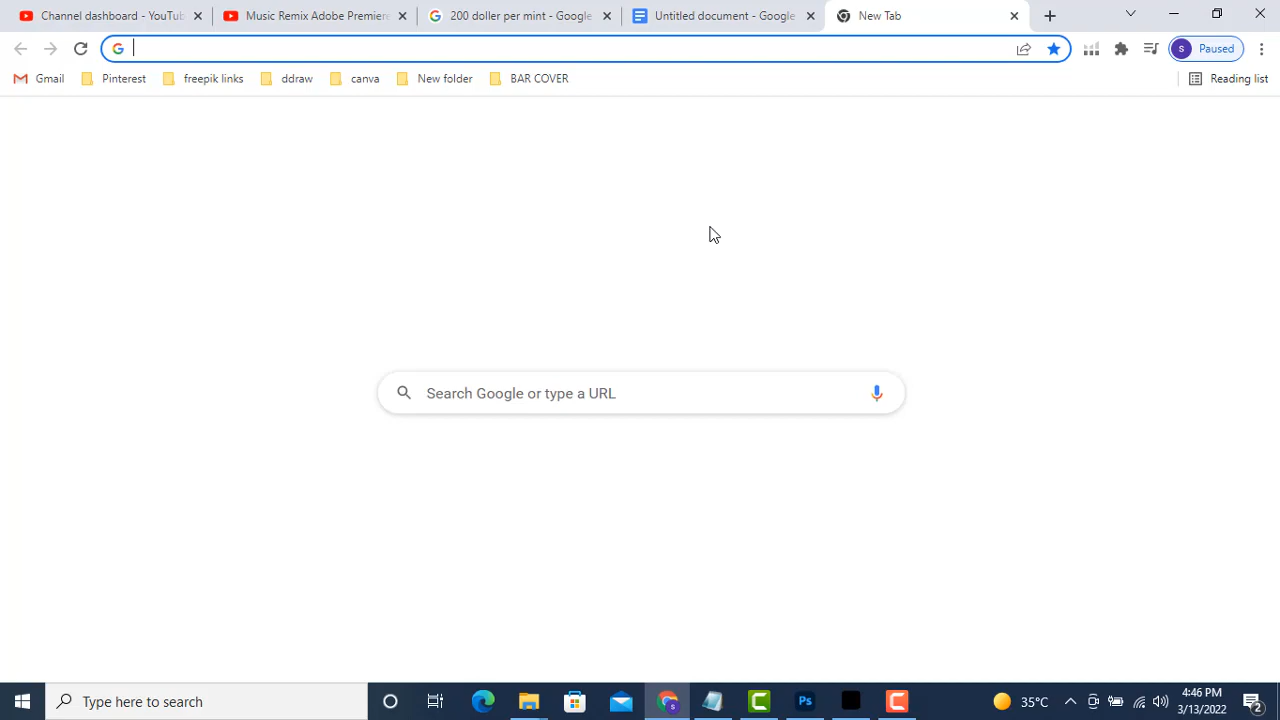 Channel dashboard - YouTu
Music Remix Adobe Premiere
200 doller per mint - Google
Untitled document - Google
New Tab
S
Paused
Gmail
Pinterest
freepik links
ddraw
canva
New folder
BAR COVER
Reading list
Search Google or type a URL
Type here to search
S
Ps
35°C
4:46 PM
3/13/2022
2